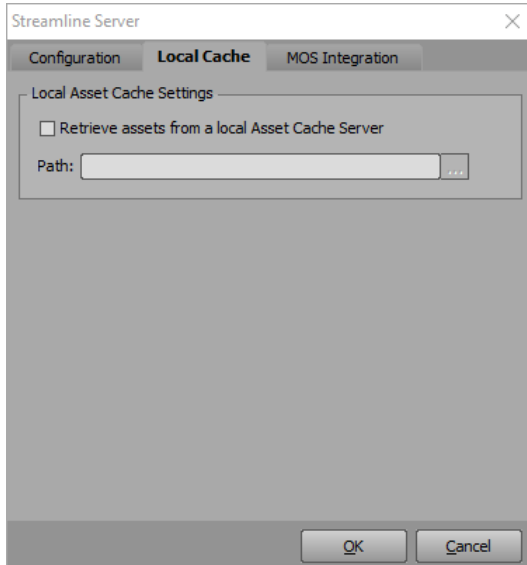 Streamline Server
Configuration Local Cache MOS Integration
Local Asset Cache Settings
Retrieve assets from a local Asset Cache Server
Path: ...
OK Cancel